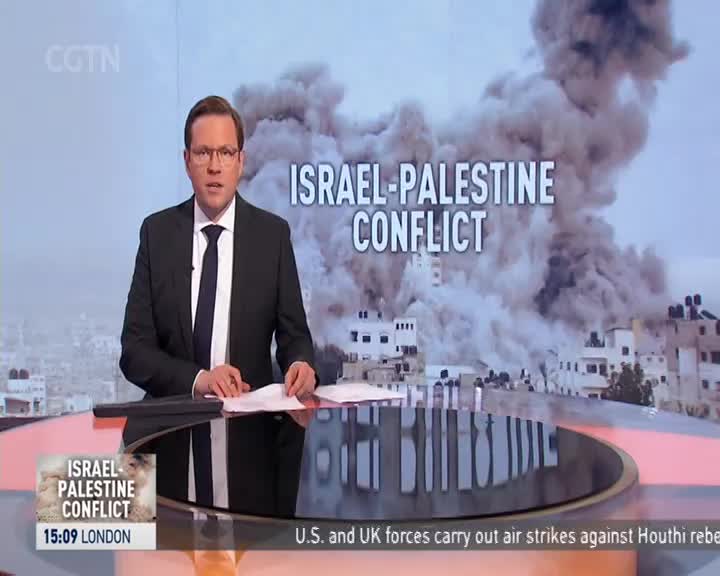 CGTN
ISRAEL-PALESTINE
CONFLICT
ISRAEL-
PALESTINE
CONFLICT
15:09 LONDON
U.S. and UK forces carry out air strikes against Houthi rebe